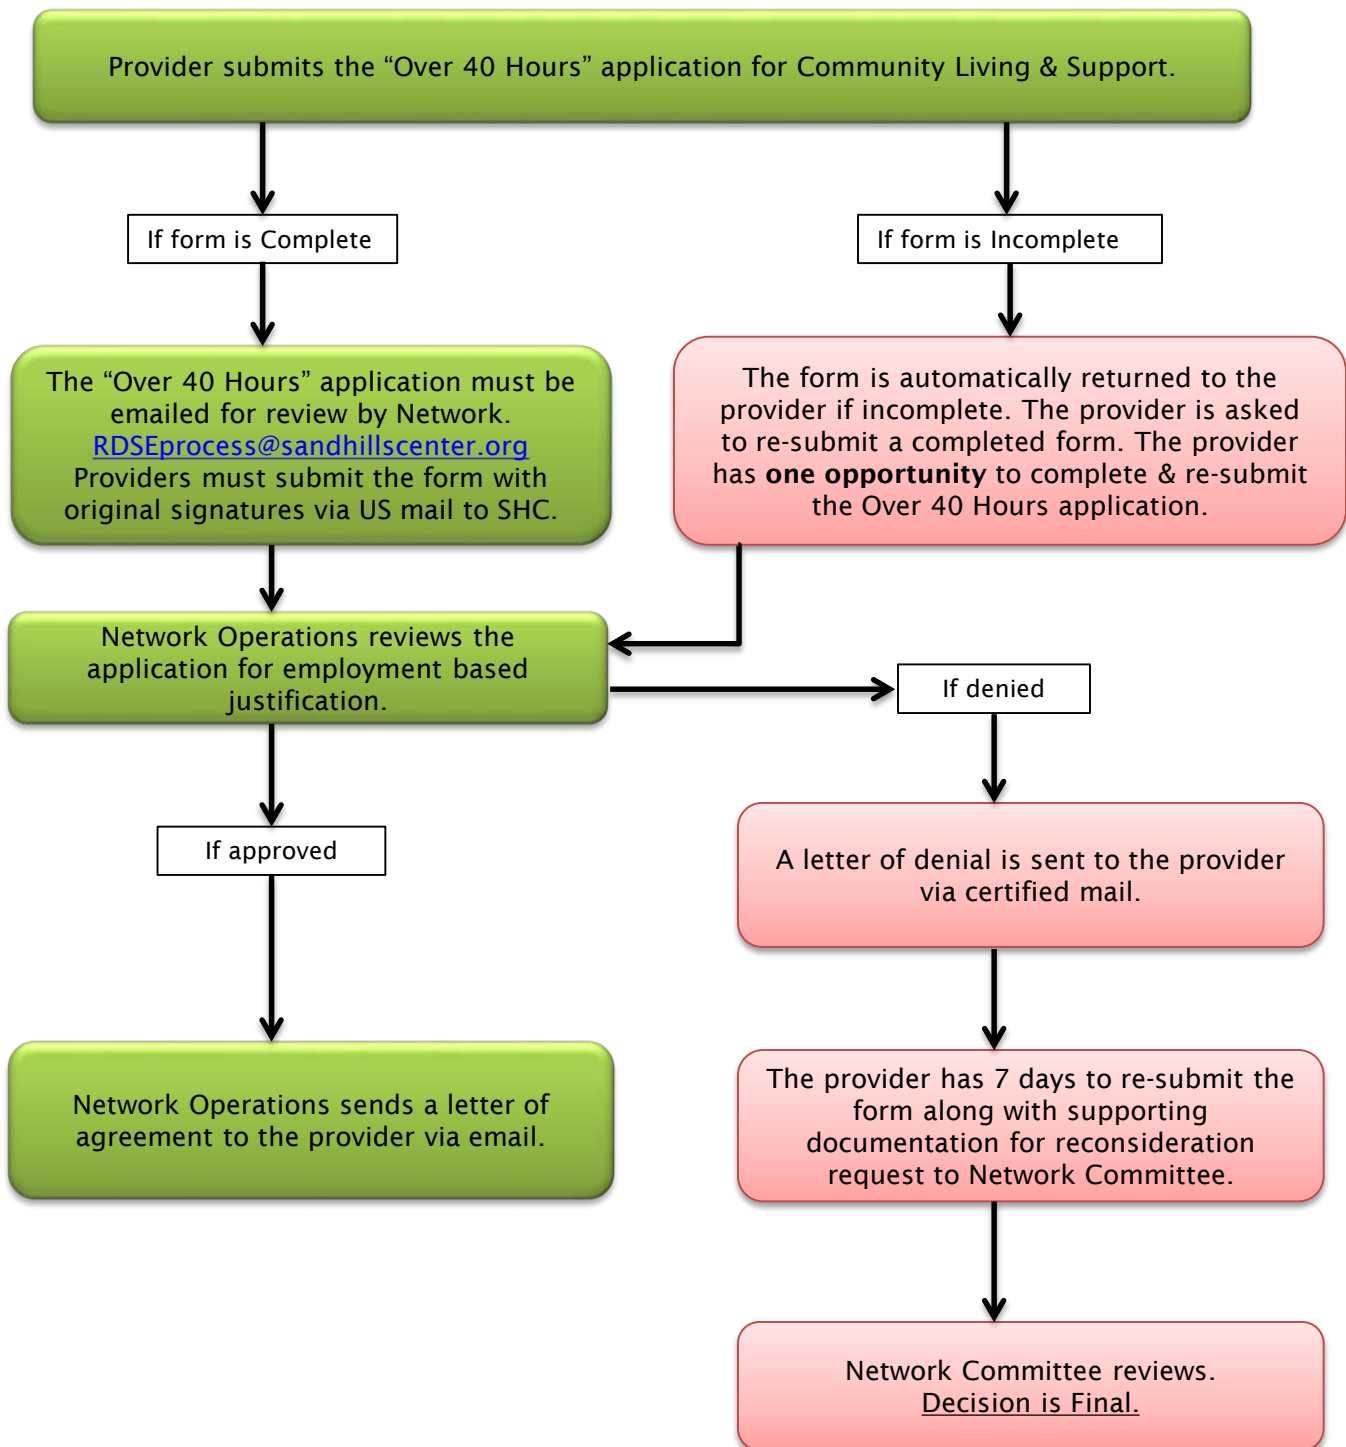 Provider submits the “Over 40 Hours” application for Community Living & Support.
If form is Complete
If form is Incomplete
The “Over 40 Hours” application must be
emailed for review by Network.
RDSEprocess@sandhillscenter.org
Providers must submit the form with
original signatures via US mail to SHC.
The form is automatically returned to the
provider if incomplete. The provider is asked
to re-submit a completed form. The provider
has one opportunity to complete & re-submit
the Over 40 Hours application.
Network Operations reviews the
application for employment based
justification.
If denied
If approved
A letter of denial is sent to the provider
via certified mail.
Network Operations sends a letter of
agreement to the provider via email.
The provider has 7 days to re-submit the
form along with supporting
documentation for reconsideration
request to Network Committee.
Network Committee reviews.
Decision is Final.